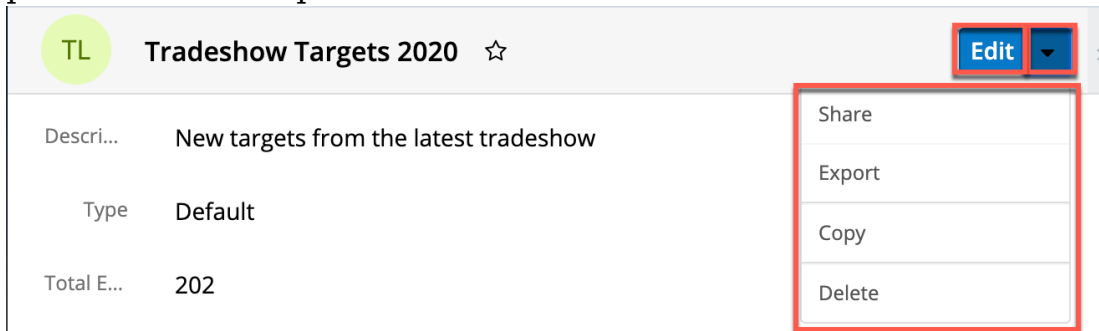 TL Tradeshow Targets 2020 Edit
Share
Descri... New targets from the latest tradeshow
Export
Type Default
Copy
Total E... 202
Delete